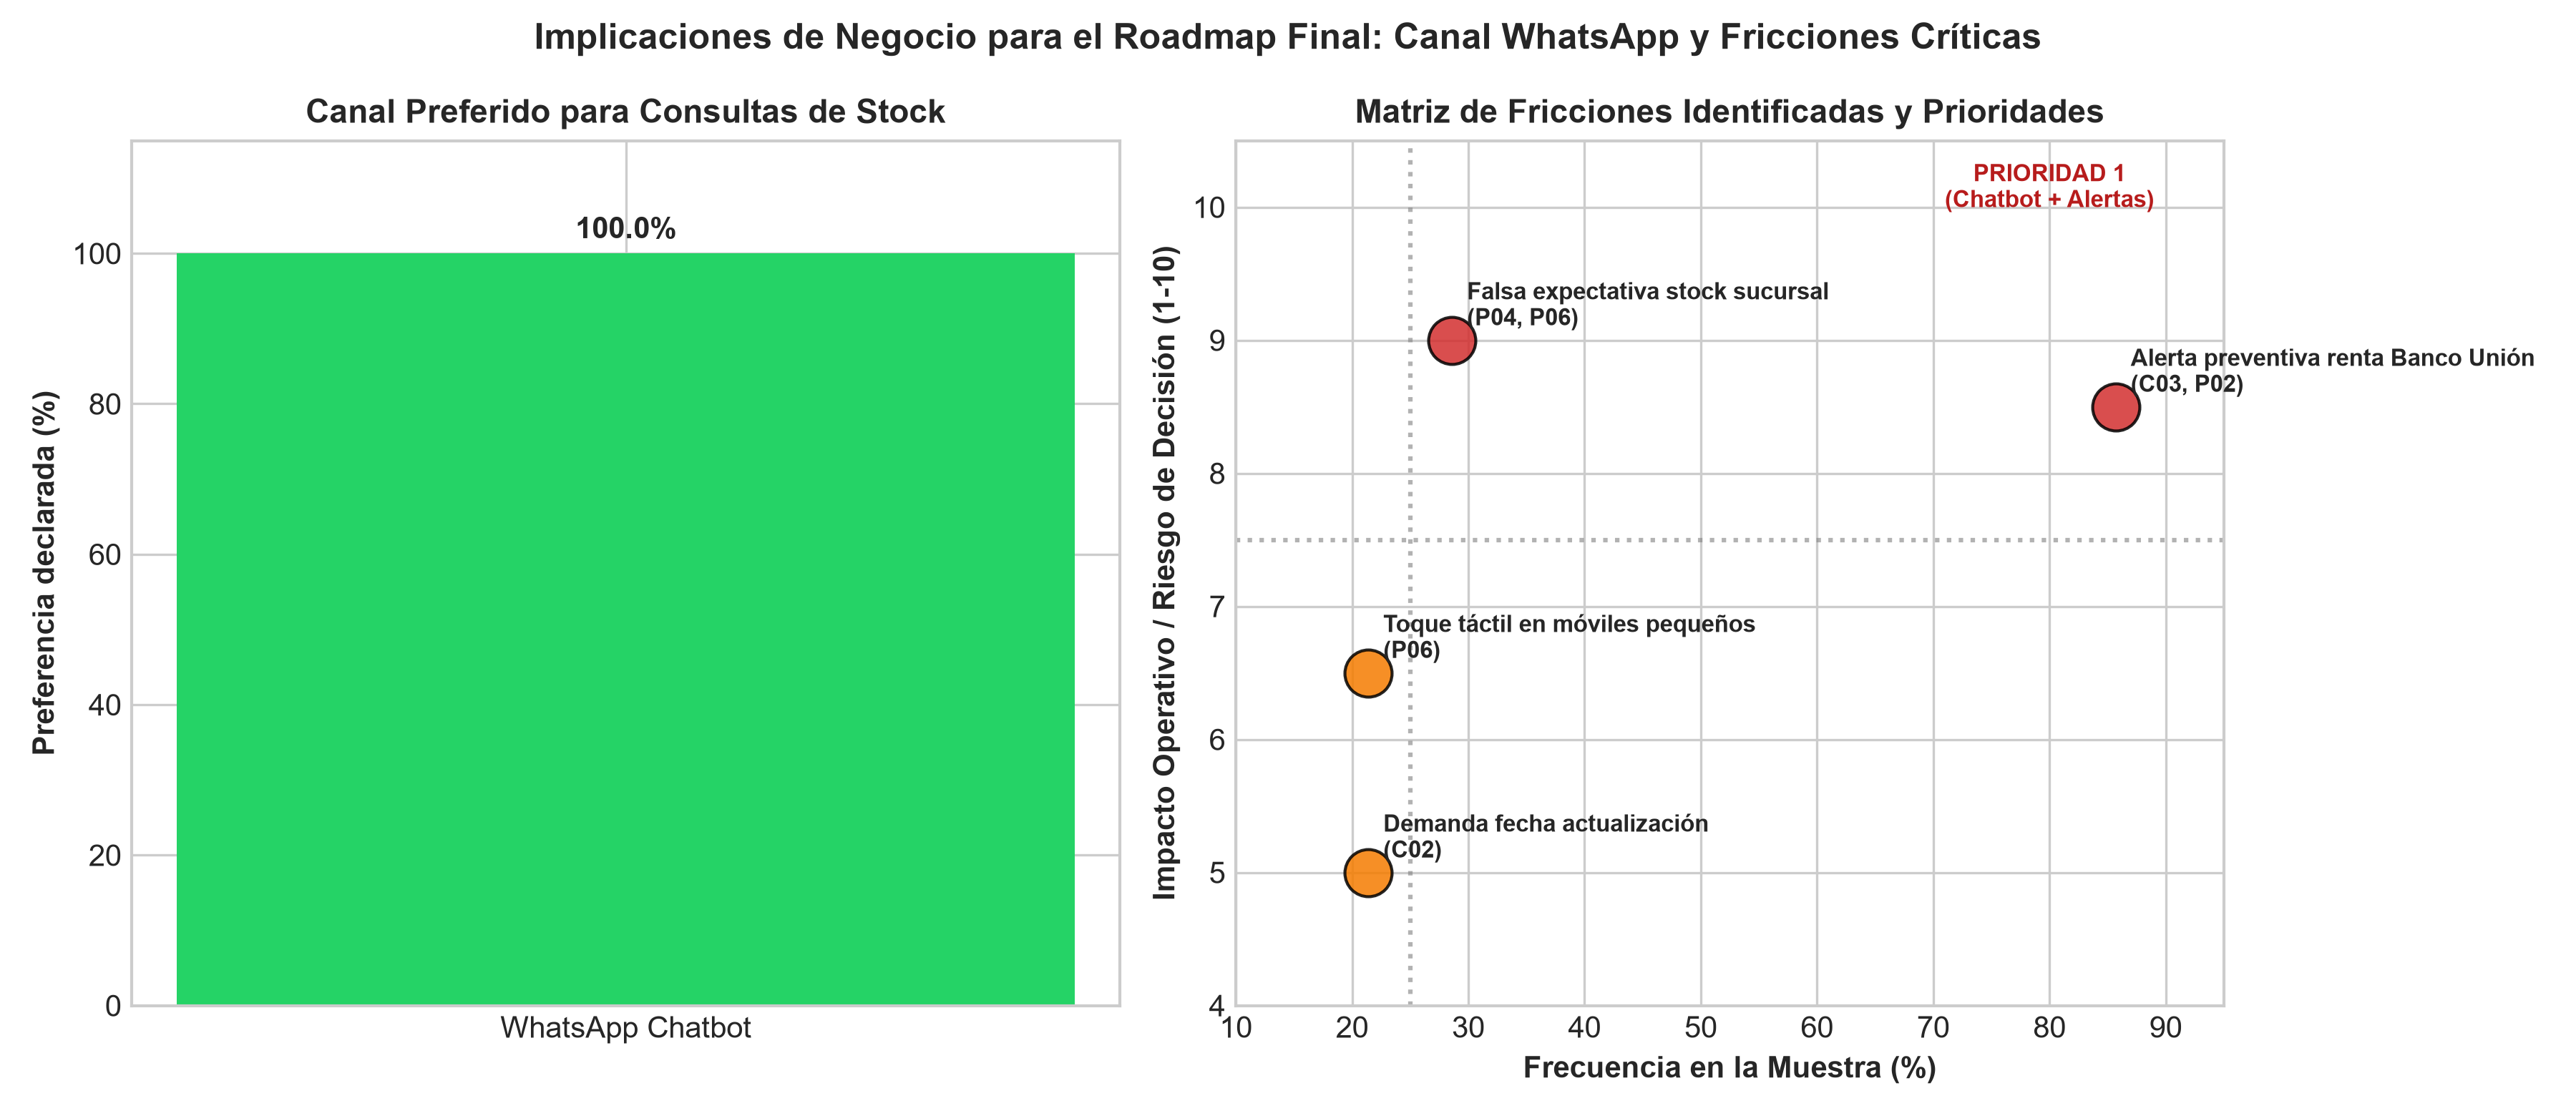 Implicaciones de Negocio para el Roadmap Final: Canal WhatsApp y Fricciones Críticas
Canal Preferido para Consultas de Stock
Preferencia declarada (%)
100
80
60
40
20
0
100.0%
WhatsApp Chatbot
Matriz de Fricciones Identificadas y Prioridades
Impacto Operativo / Riesgo de Decisión (1-10)
10
9
8
7
6
5
4
PRIORIDAD 1
(Chatbot + Alertas)
Falsa expectativa stock sucursal
(P04, P06)
Alerta preventiva renta Banco Unión
(C03, P02)
Toque táctil en móviles pequeños
(P06)
Demanda fecha actualización
(C02)
10 20 30 40 50 60 70 80 90
Frecuencia en la Muestra (%)